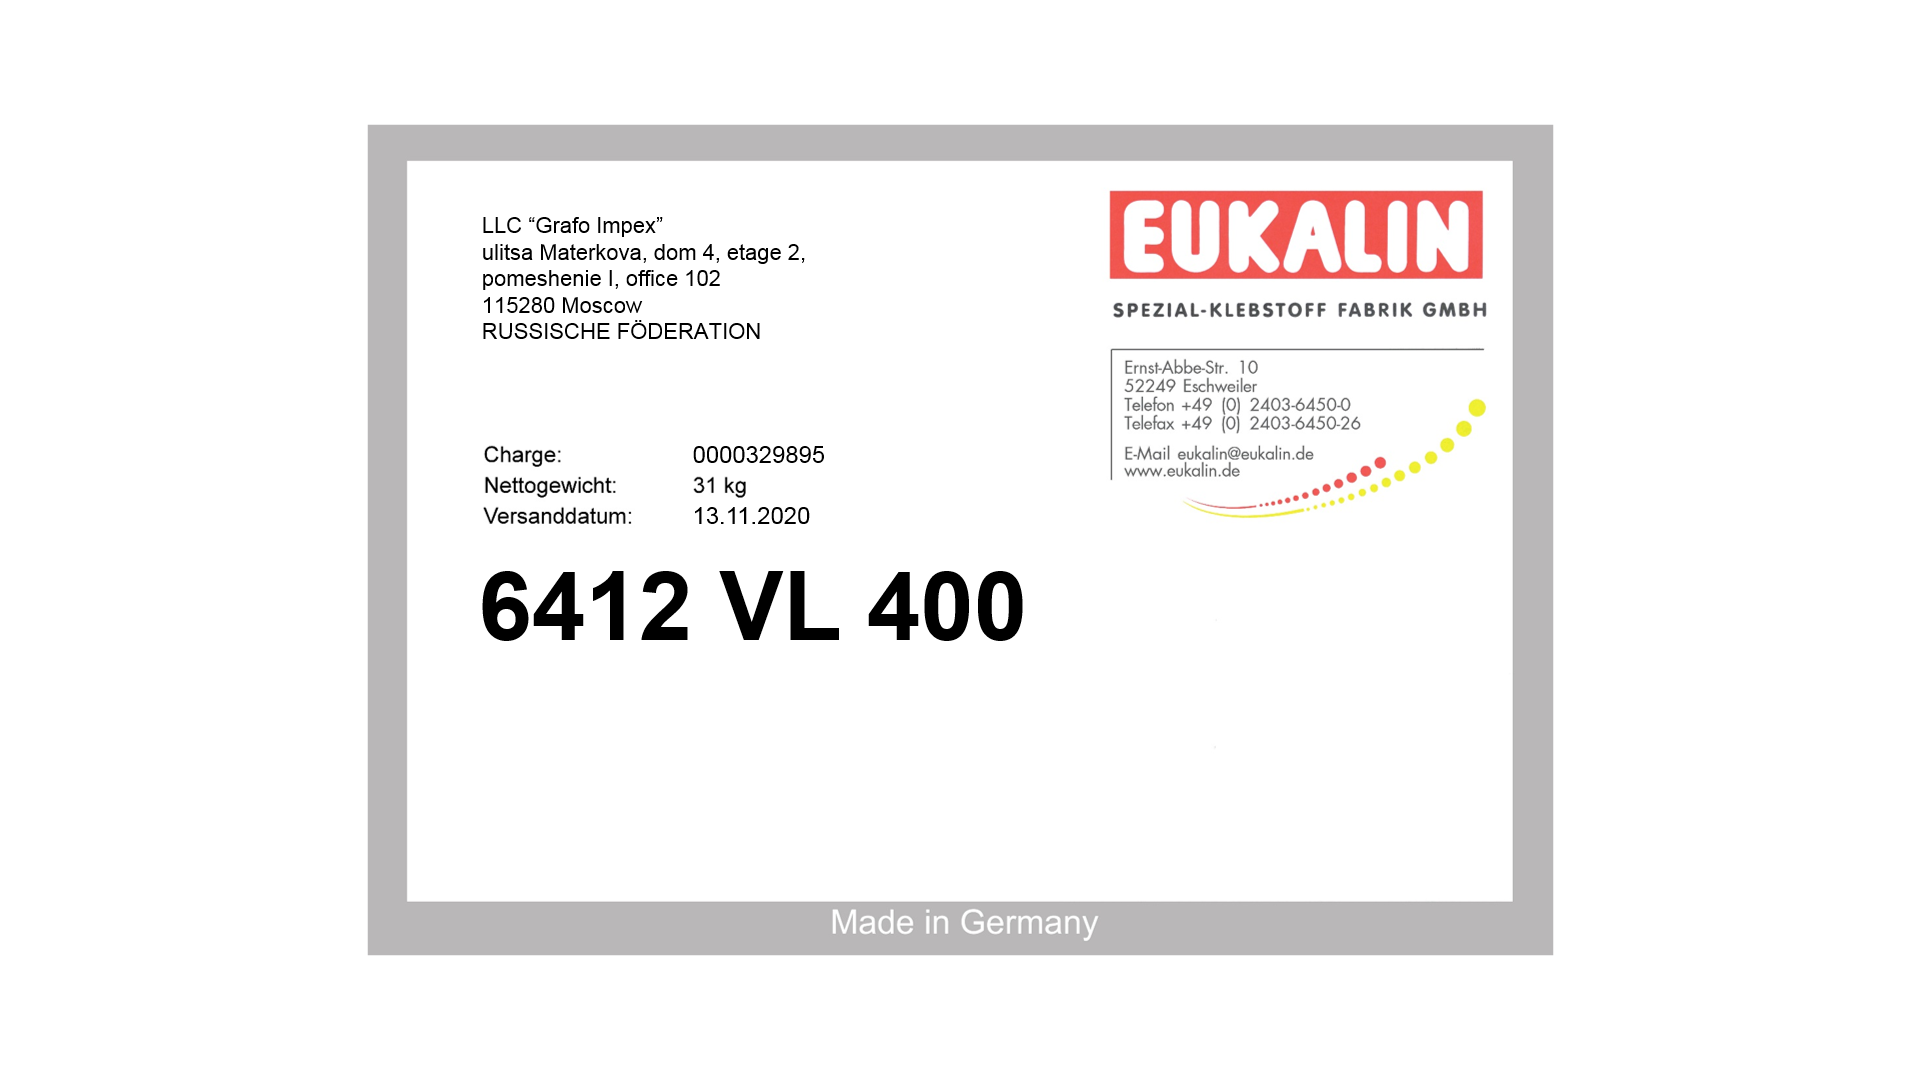 LLC “Grafo Impex”
ulitsa Materkova, dom 4, etage 2,
pomeshenie I, office 102
115280 Moscow
RUSSISCHE FÖDERATION
EUKALIN
SPEZIAL-KLEBSTOFF FABRIK GMBH
Ernst-Abbe-Str. 10
52249 Eschweiler
Telefon +49 (0) 2403-6450-0
Telefax +49 (0) 2403-6450-26
E-Mail eukalin@eukalin.de
www.eukalin.de
Charge: 0000329895
Nettogewicht: 31 kg
Versanddatum: 13.11.2020
6412 VL 400
Made in Germany